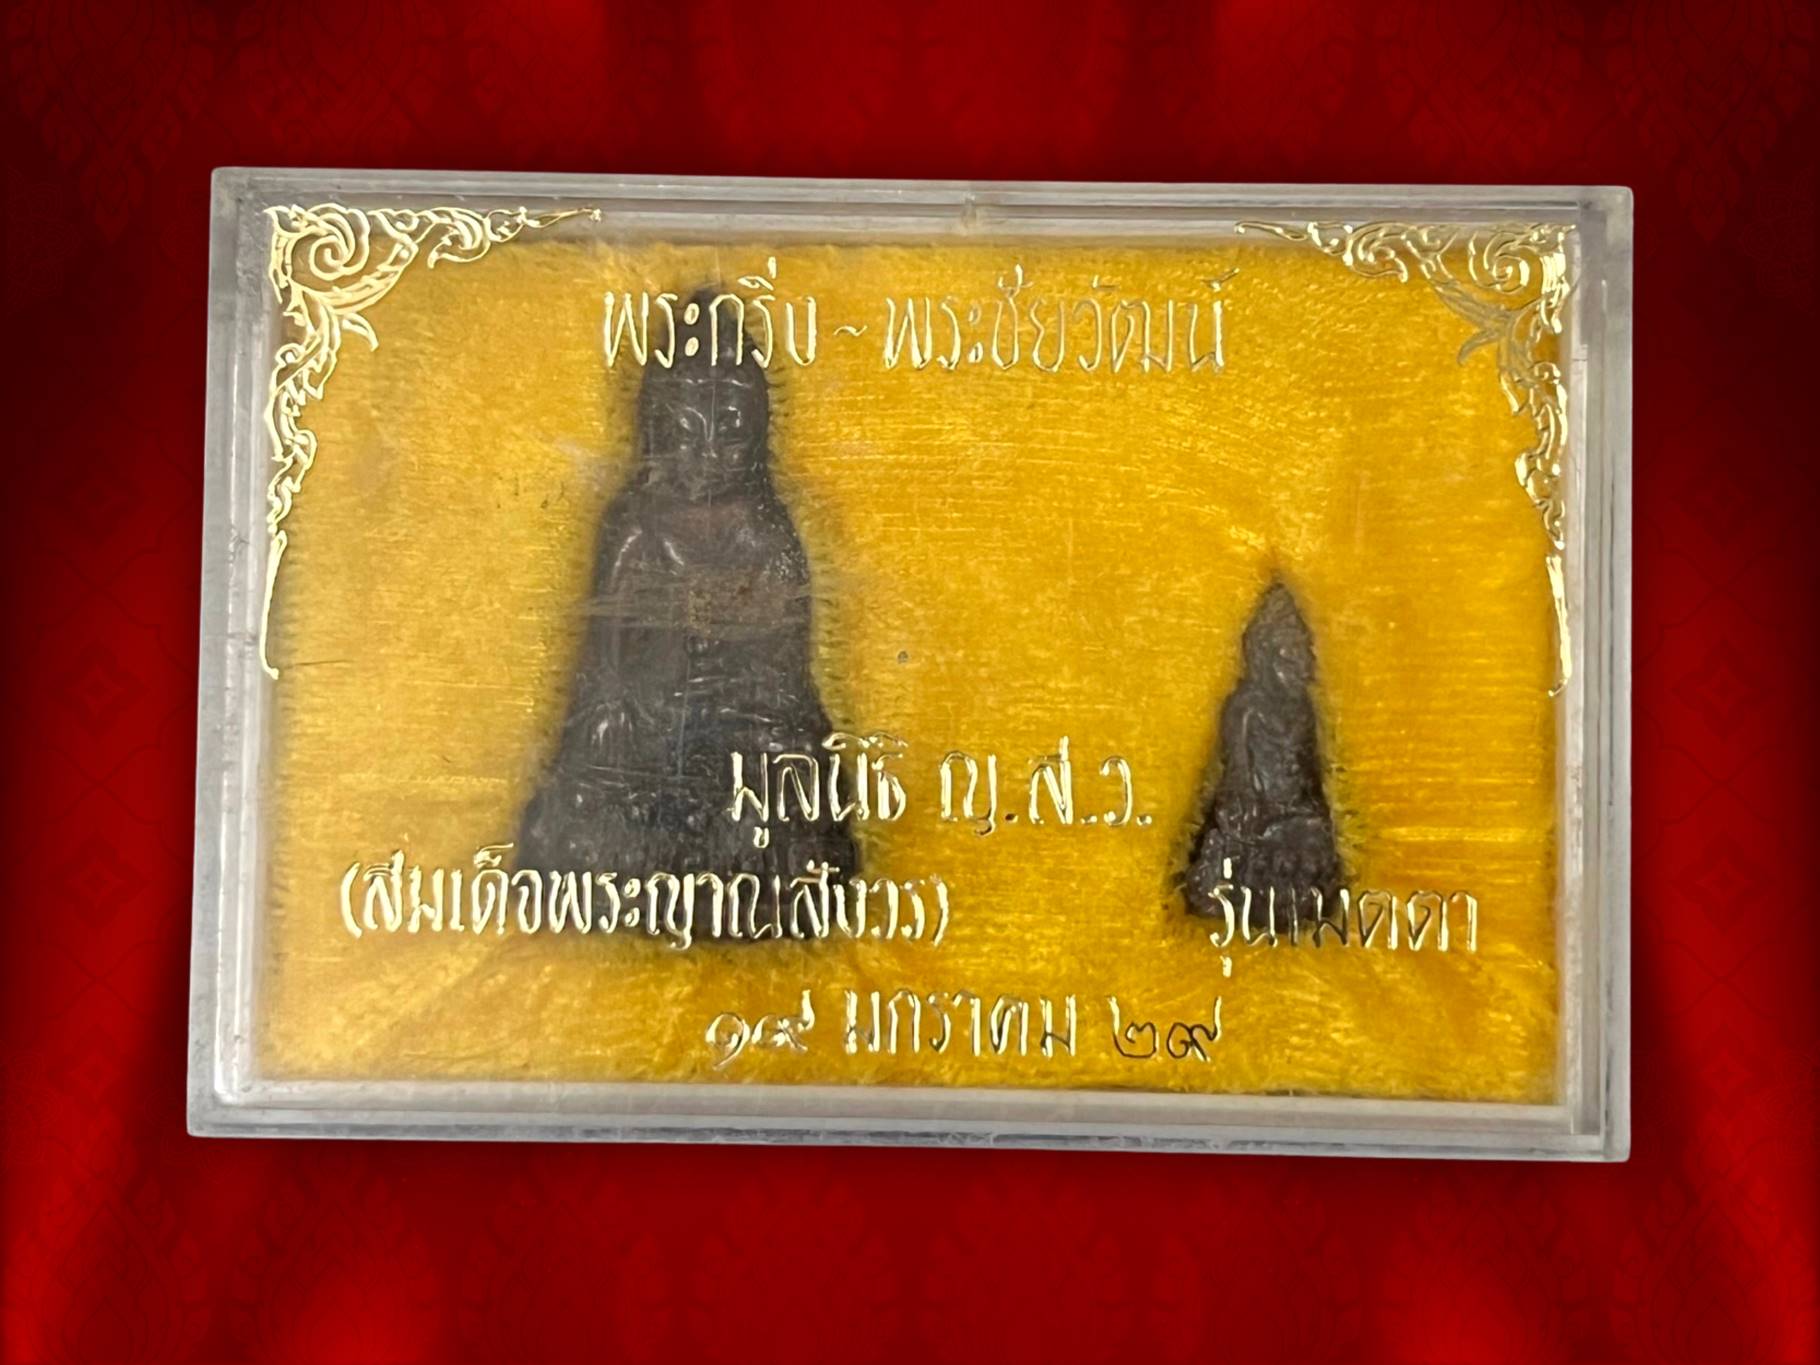 พระกริ่ง ~ พระชัยวัฒน์
มูลนิธิ ญ.ส.ว.
(สมเด็จพระญาณสังวร)
รุ่นเมตตา
๑๙ มกราคม ๒๙